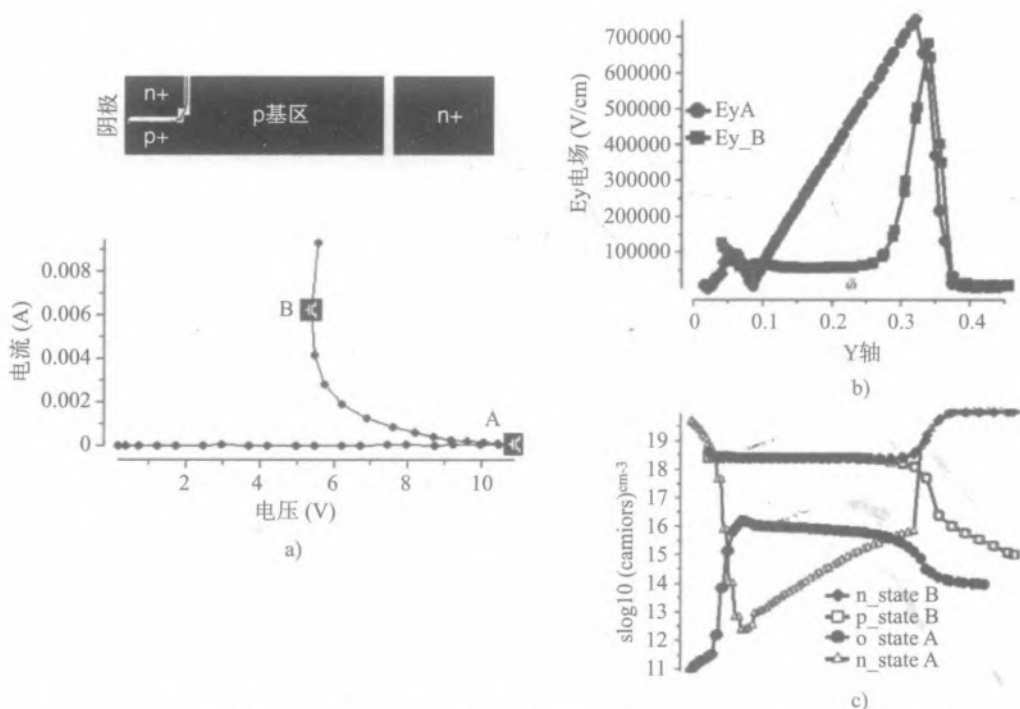 阴极
n+
p+
p基区
n+
电流 (A)
0.008
0.006
0.004
0.002
0
B
A
2
4
6
8
10
电压 (V)
a)
Ey电场 (V/cm)
700000
600000
500000
400000
300000
200000
100000
EyA
Ey_B
0
0.1
0.2
0.3
0.4
Y轴
b)
slog10 (camiors)cm-3
19
18
17
16
15
14
13
12
11
n_state B
p_state B
o_state A
n_state A
c)